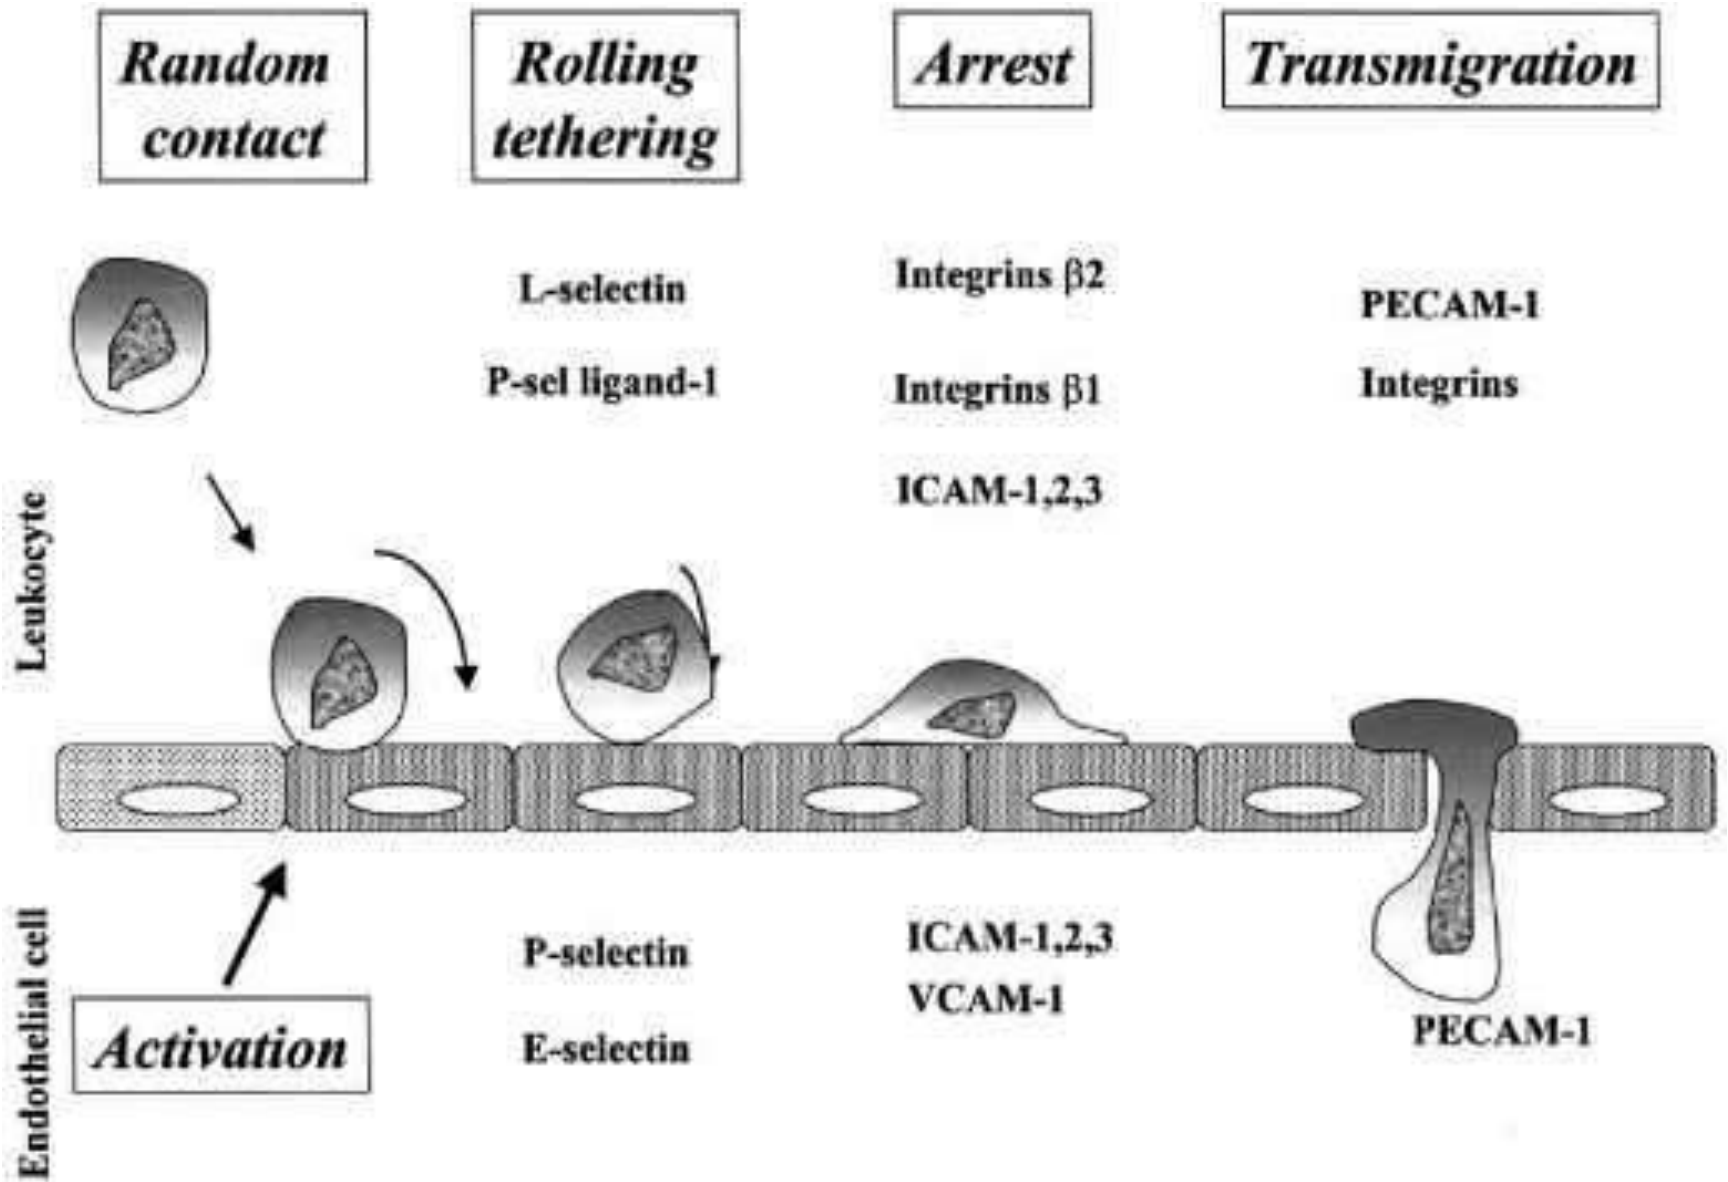 Random
contact
Rolling
tethering
Arrest
Transmigration
L-selectin
P-sel ligand-1
Integrins β2
Integrins β1
ICAM-1,2,3
PECAM-1
Integrins
Leukocyte
Endothelial cell
Activation
P-selectin
E-selectin
ICAM-1,2,3
VCAM-1
PECAM-1